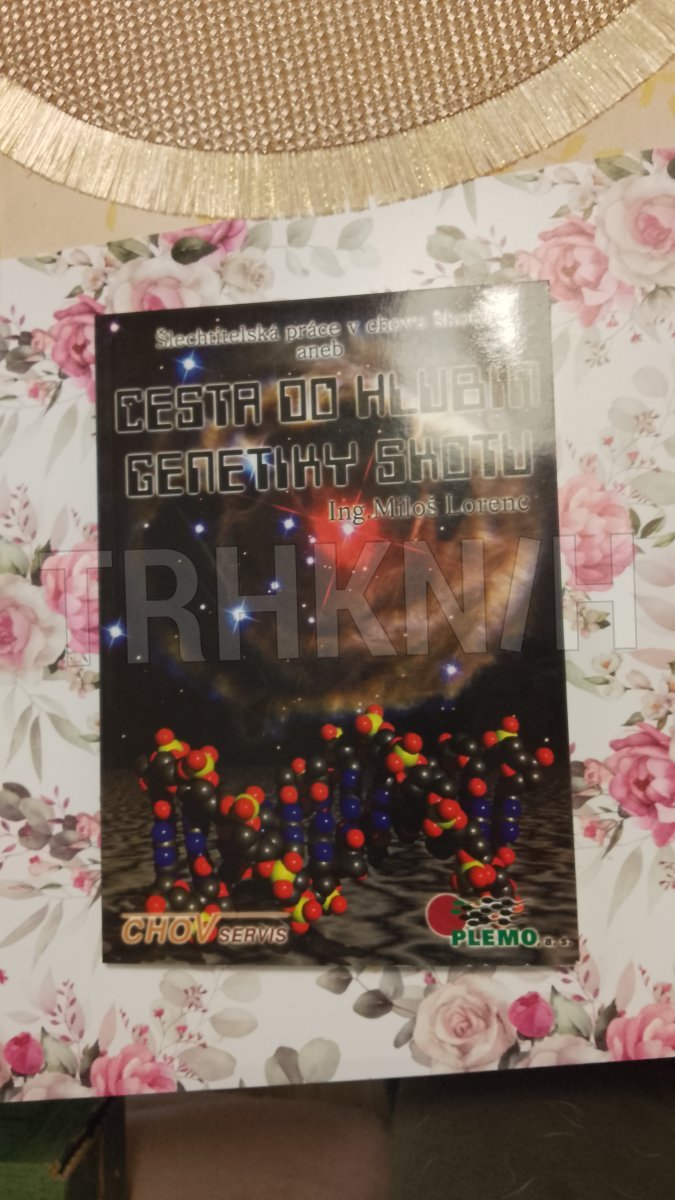 Šlechtitelská práce v chovu
aneb
CESTA DO HLUBIN
GENETIKY SKOTU
Ing.Miloš Lorenc
TRHKNIH
CHOV SERVIS
PLEMO a. s.